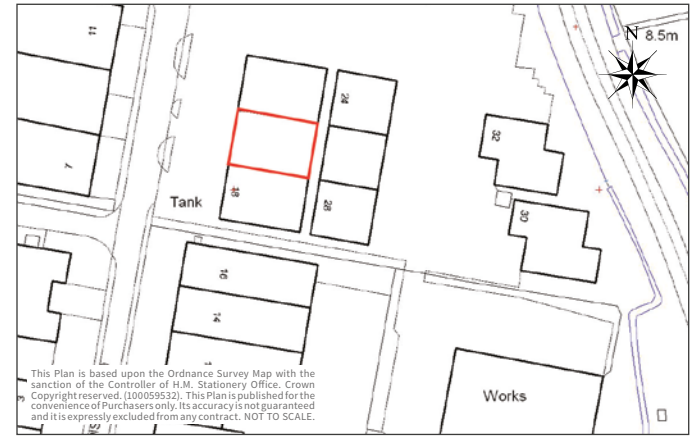 N
8.5m
11
24
32
7
18
Tank
28
30
16
14
This Plan is based upon the Ordnance Survey Map with the
sanction of the Controller of H.M. Stationery Office. Crown
Copyright reserved. (100059532). This Plan is published for the
convenience of Purchasers only. Its accuracy is not guaranteed
and it is expressly excluded from any contract. NOT TO SCALE.
Works